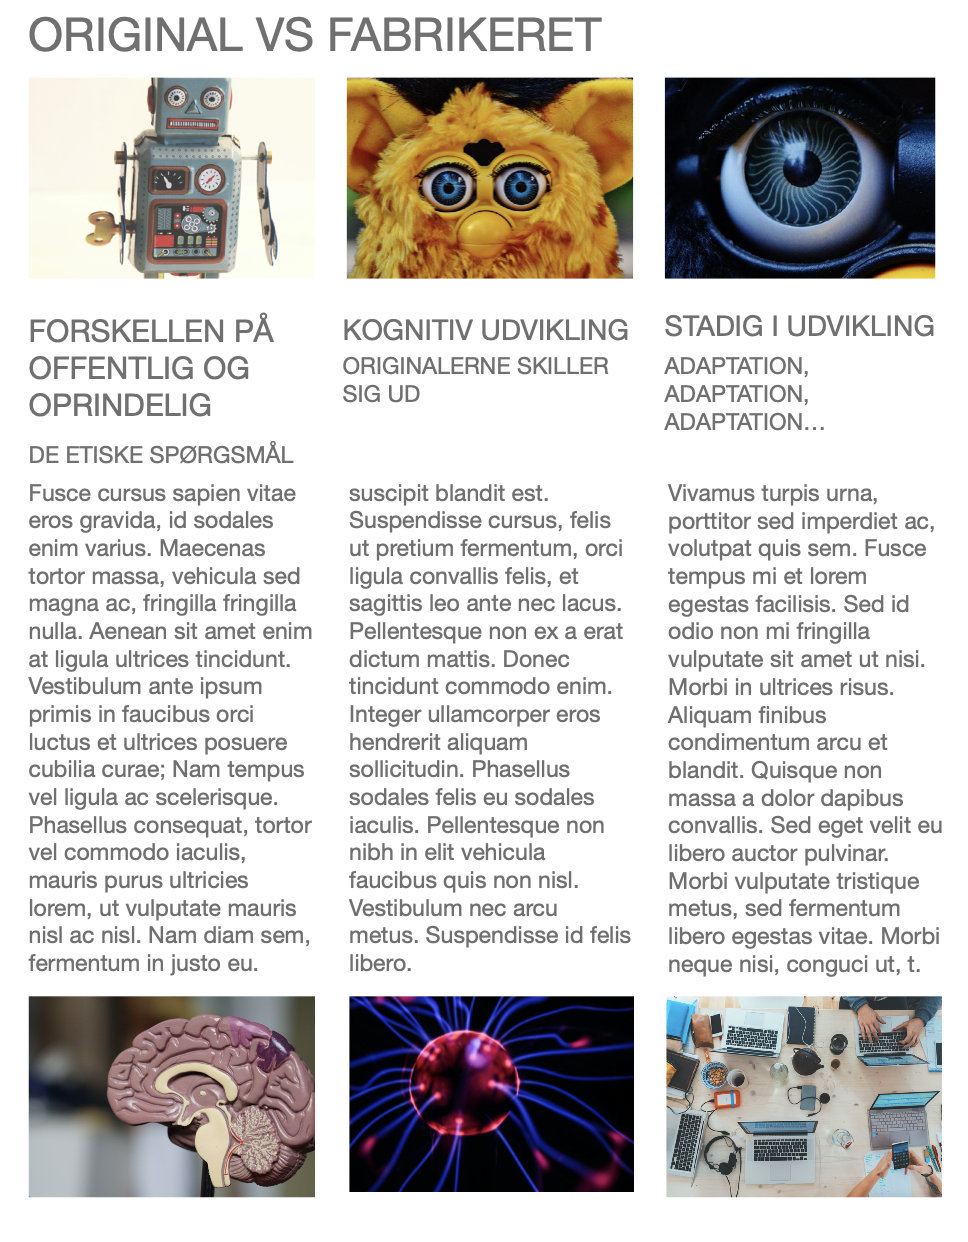 ORIGINAL VS FABRIKERET
FORSKELLEN PÅ
OFFENTLIG OG
OPRINDELIG
DE ETISKE SPØRGSMÅL
Fusce cursus sapien vitae
eros gravida, id sodales
enim varius. Maecenas
tortor massa, vehicula sed
magna ac, fringilla fringilla
nulla. Aenean sit amet enim
at ligula ultrices tincidunt.
Vestibulum ante ipsum
primis in faucibus orci
luctus et ultrices posuere
cubilia curae; Nam tempus
vel ligula ac scelerisque.
Phasellus consequat, tortor
vel commodo iaculis,
mauris purus ultricies
lorem, ut vulputate mauris
nisl ac nisl. Nam diam sem,
fermentum in justo eu.
KOGNITIV UDVIKLING
ORIGINALERNE SKILLER
SIG UD
suscipit blandit est.
Suspendisse cursus, felis
ut pretium fermentum, orci
ligula convallis felis, et
sagittis leo ante nec lacus.
Pellentesque non ex a erat
dictum mattis. Donec
tincidunt commodo enim.
Integer ullamcorper eros
hendrerit aliquam
sollicitudin. Phasellus
sodales felis eu sodales
iaculis. Pellentesque non
nibh in elit vehicula
faucibus quis non nisl.
Vestibulum nec arcu
metus. Suspendisse id felis
libero.
STADIG I UDVIKLING
ADAPTATION,
ADAPTATION,
ADAPTATION…
Vivamus turpis urna,
porttitor sed imperdiet ac,
volutpat quis sem. Fusce
tempus mi et lorem
egestas facilisis. Sed id
odio non mi fringilla
vulputate sit amet ut nisi.
Morbi in ultrices risus.
Aliquam finibus
condimentum arcu et
blandit. Quisque non
massa a dolor dapibus
convallis. Sed eget velit eu
libero auctor pulvinar.
Morbi vulputate tristique
metus, sed fermentum
libero egestas vitae. Morbi
neque nisi, conguci ut, t.